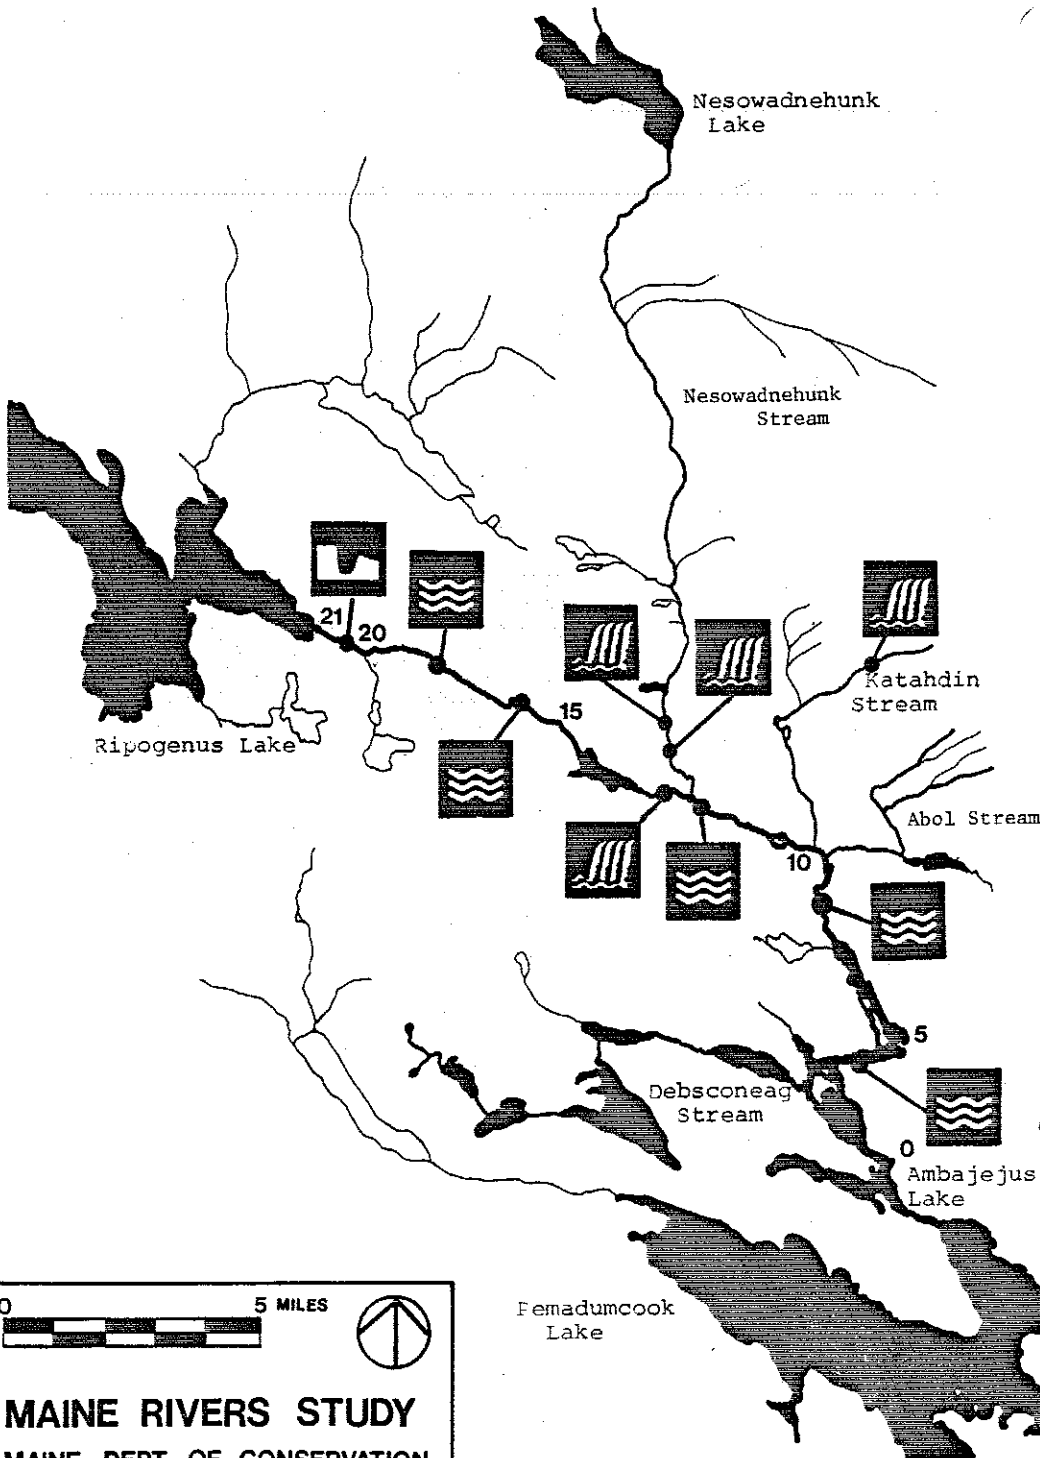 Nesowadnehunk
Lake
Nesowadnehunk
Stream
21
20
15
Katahdin
Stream
Ripogenus Lake
Abol Stream
10
5
Debsconeag
Stream
0
Ambajejus
Lake
Pemadumcook
Lake
0 5 MILES
MAINE RIVERS STUDY
MAINE DEPT. OF CONSERVATION